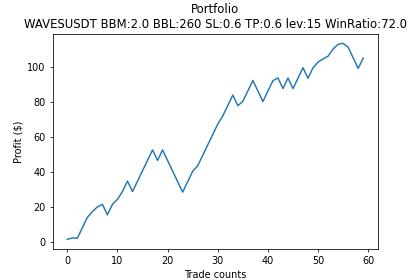 Portfolio
WAVESUSDT BBM:2.0 BBL:260 SL:0.6 TP:0.6 lev:15 WinRatio:72.0
100
80
60
40
20
0
Profit ($)
0 10 20 30 40 50 60
Trade counts